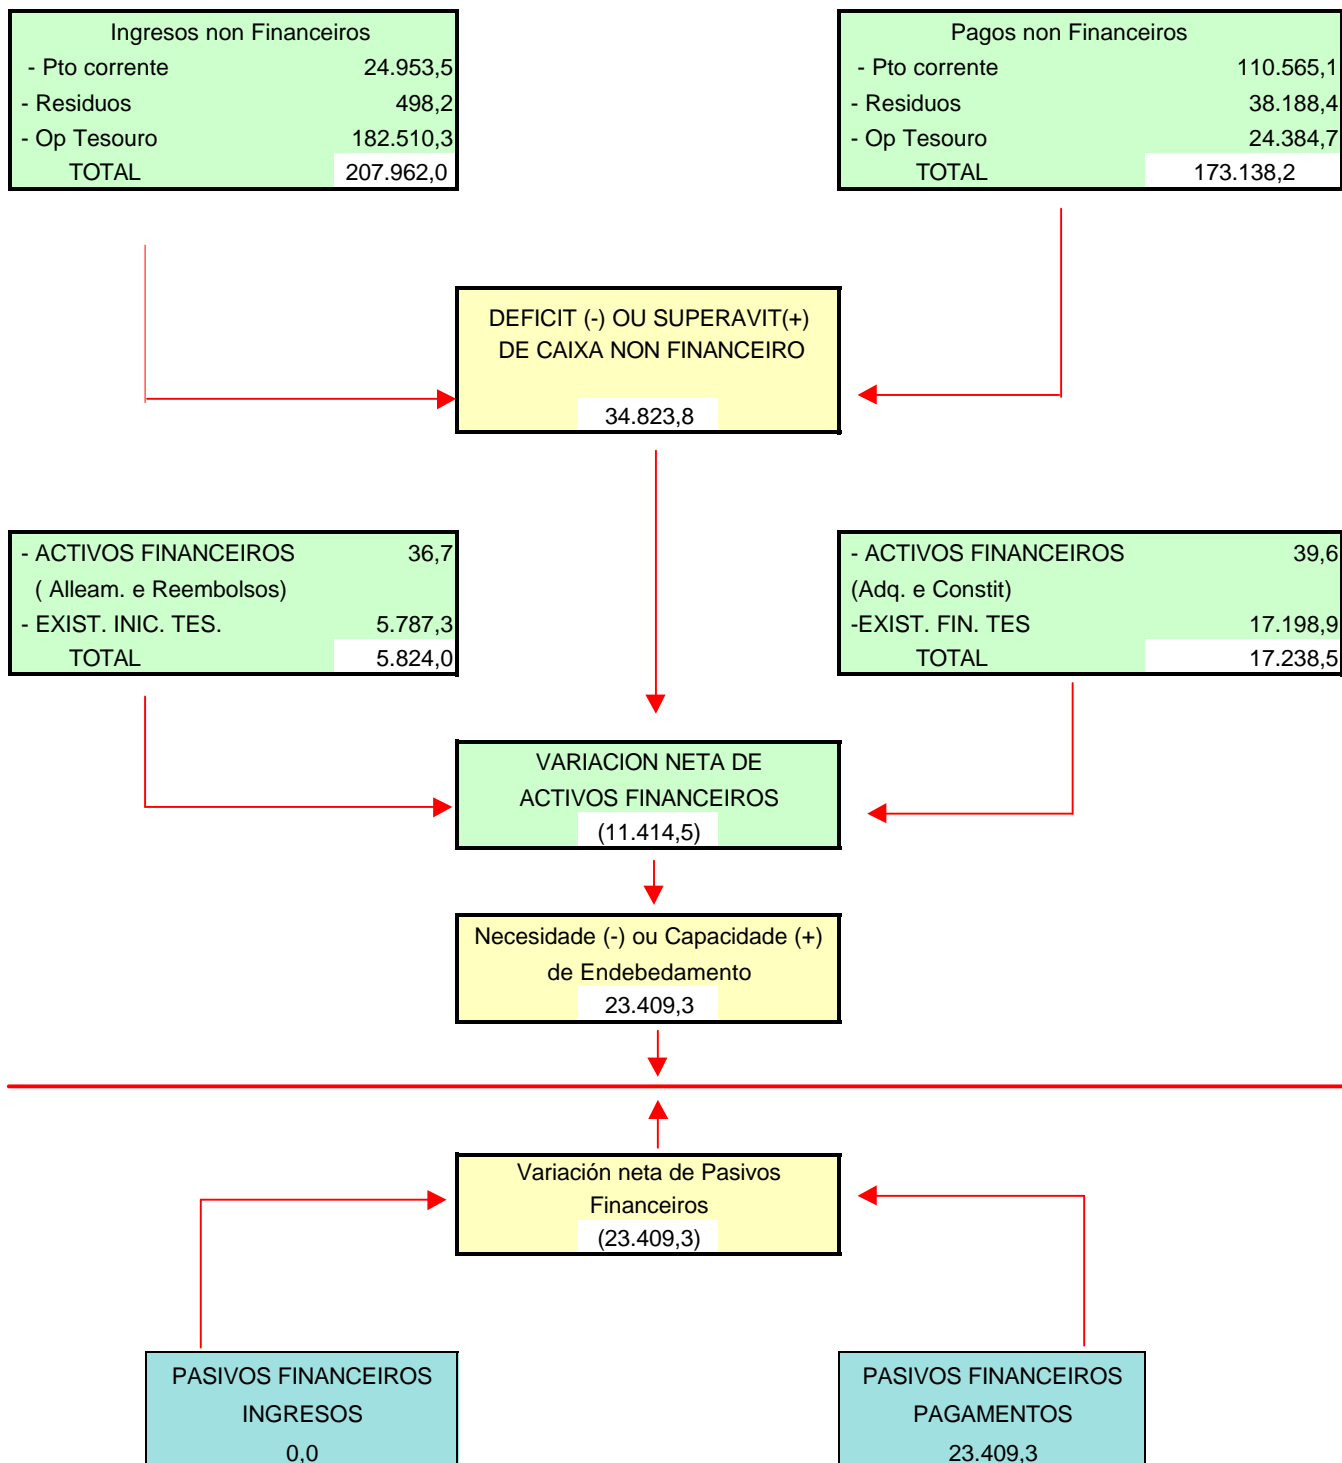 Ingresos non Financeiros
- Pto corrente 24.953,5
- Residuos 498,2
- Op Tesouro 182.510,3
TOTAL 207.962,0
Pagos non Financeiros
- Pto corrente 110.565,1
- Residuos 38.188,4
- Op Tesouro 24.384,7
TOTAL 173.138,2
DEFICIT (-) OU SUPERAVIT(+)
DE CAIXA NON FINANCEIRO
34.823,8
- ACTIVOS FINANCEIROS 36,7
( Alleam. e Reembolsos)
- EXIST. INIC. TES. 5.787,3
TOTAL 5.824,0
- ACTIVOS FINANCEIROS 39,6
(Adq. e Constit)
-EXIST. FIN. TES 17.198,9
TOTAL 17.238,5
VARIACION NETA DE
ACTIVOS FINANCEIROS
(11.414,5)
Necesidade (-) ou Capacidade (+)
de Endebedamento
23.409,3
Variación neta de Pasivos
Financeiros
(23.409,3)
PASIVOS FINANCEIROS
INGRESOS
0,0
PASIVOS FINANCEIROS
PAGAMENTOS
23.409,3